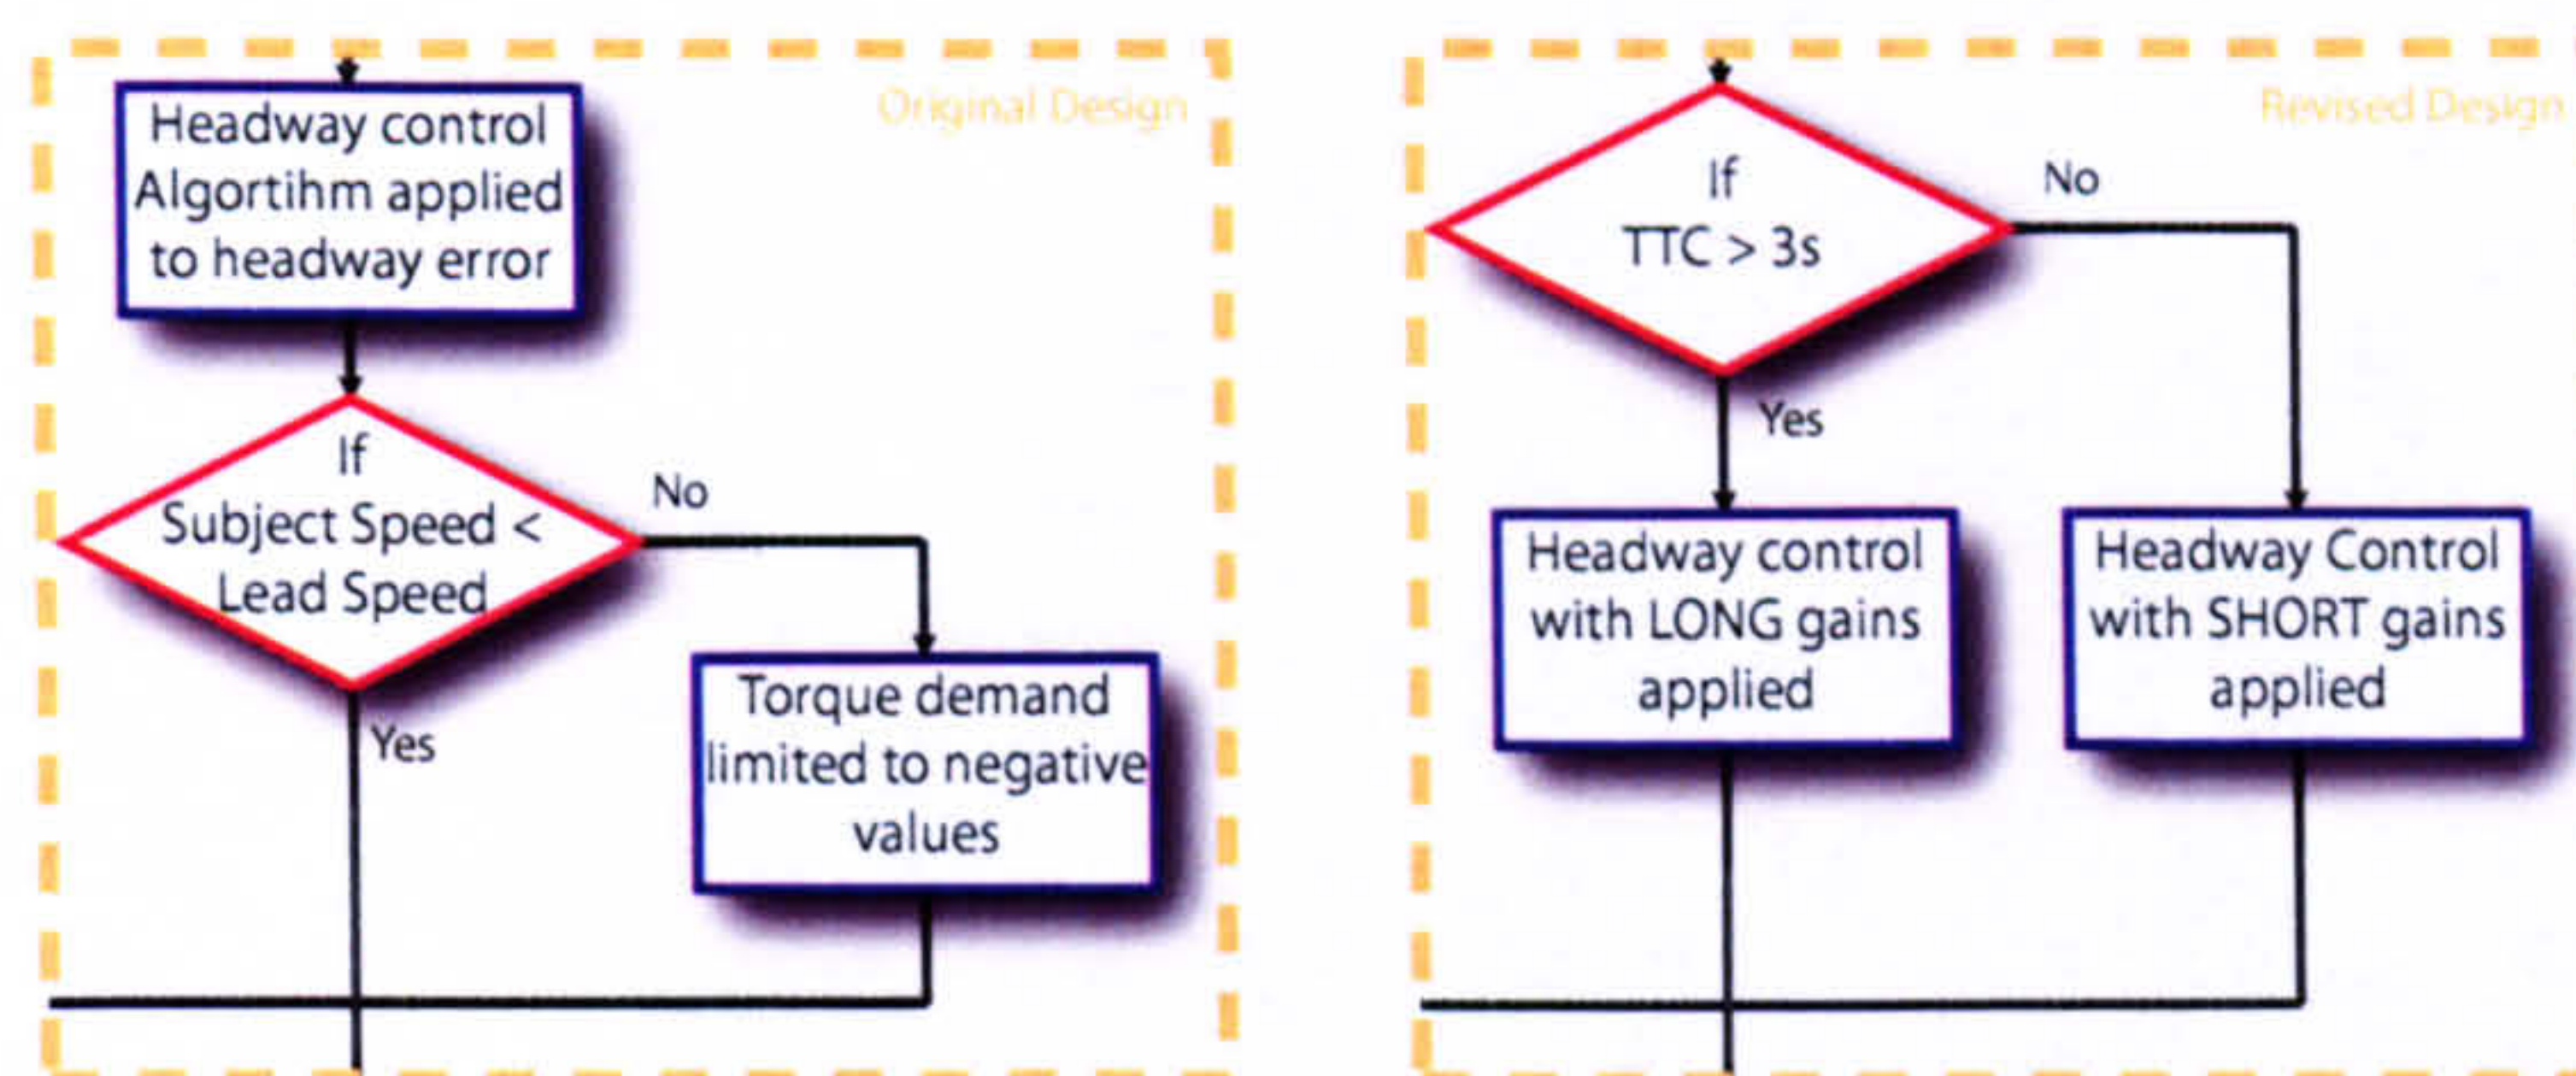 Original Design
Headway control
Algortihm applied
to headway error
If
Subject Speed <
Lead Speed
No
Yes
Torque demand
limited to negative
values
Revised Design
If
TTC > 3s
No
Yes
Headway control
with LONG gains
applied
Headway Control
with SHORT gains
applied